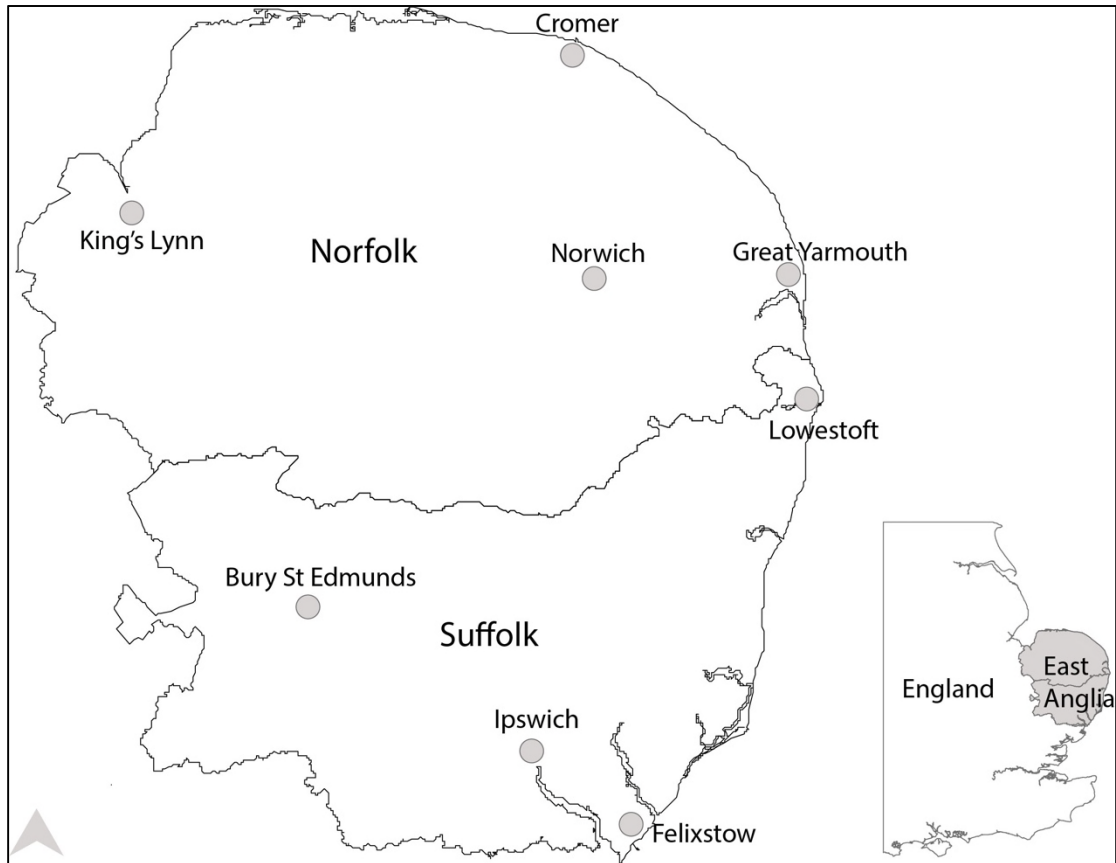 Cromer
King's Lynn
Norfolk
Norwich
Great Yarmouth
Lowestoft
Bury St Edmunds
Suffolk
Ipswich
Felixstow
England
East
Anglia